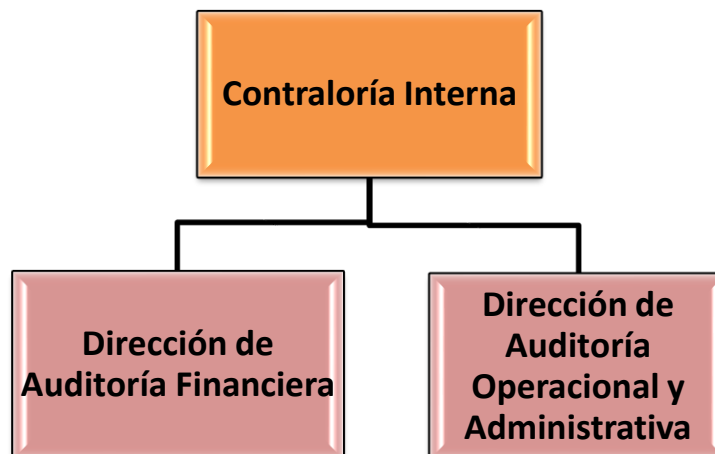 Contraloría Interna
Dirección de
Auditoría Financiera
Dirección de
Auditoría
Operacional y
Administrativa